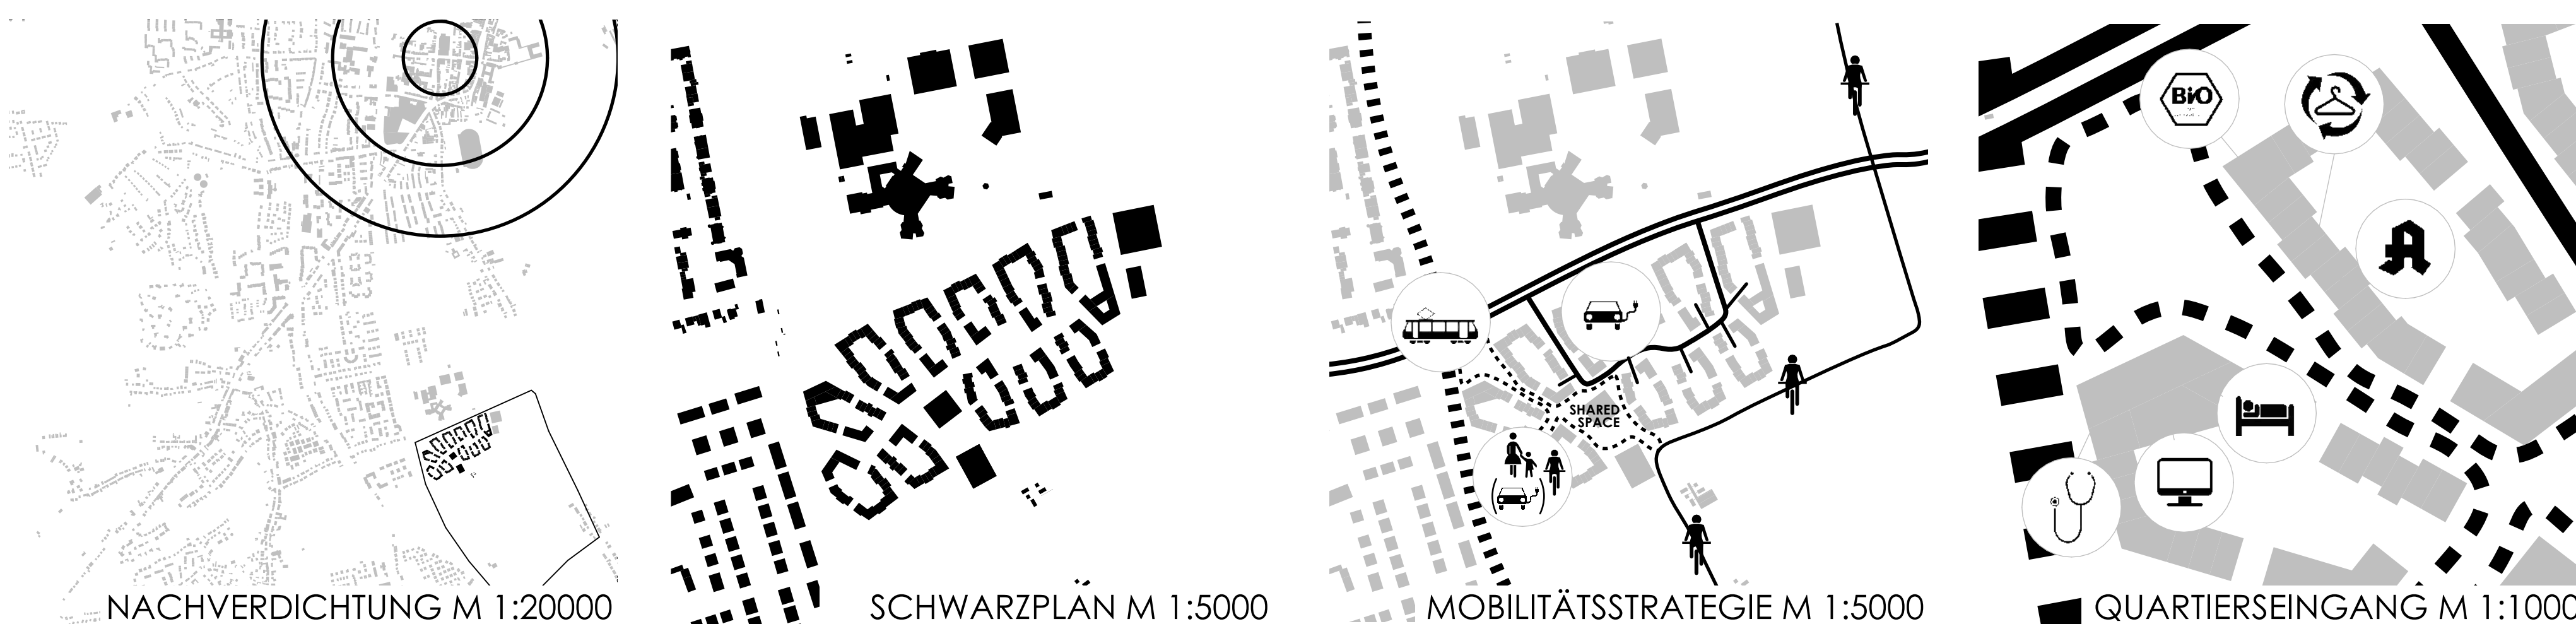 BIO
A
SHARED
SPACE
NACHVERDICHTUNG M 1:20000
SCHWARZPLAN M 1:5000
MOBILITÄTSSTRATEGIE M 1:5000
QUARTIERSEINGANG M 1:1000